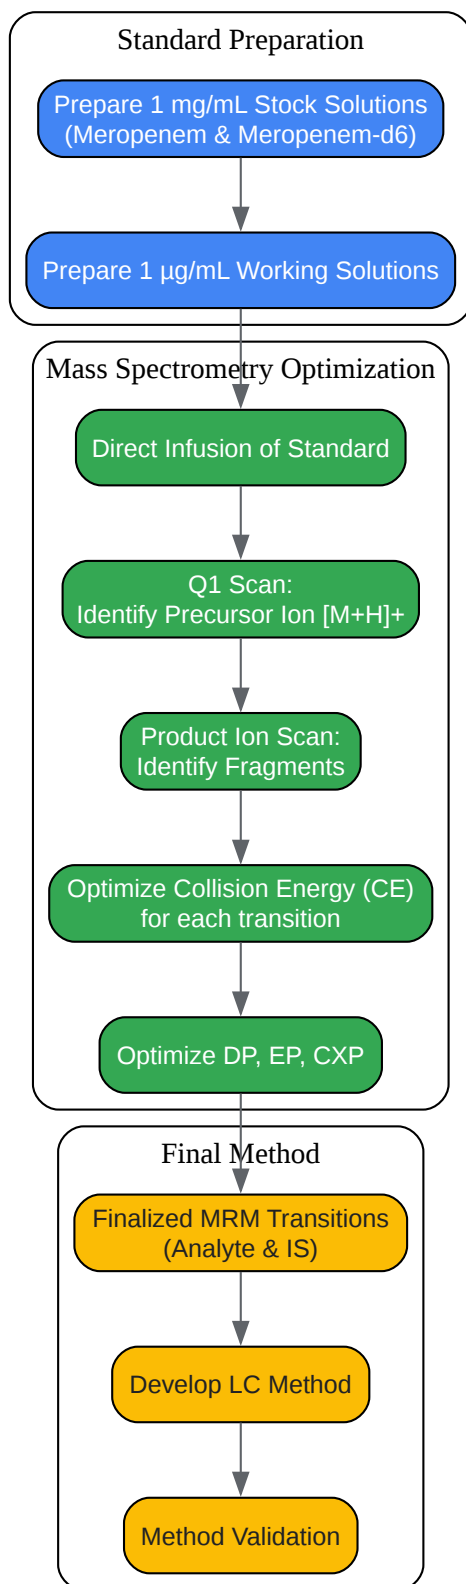 Standard Preparation
Prepare 1 mg/mL Stock Solutions
(Meropenem & Meropenem-d6)
Prepare 1 µg/mL Working Solutions
Mass Spectrometry Optimization
Direct Infusion of Standard
Q1 Scan:
Identify Precursor Ion [M+H]+
Product Ion Scan:
Identify Fragments
Optimize Collision Energy (CE)
for each transition
Optimize DP, EP, CXP
Final Method
Finalized MRM Transitions
(Analyte & IS)
Develop LC Method
Method Validation